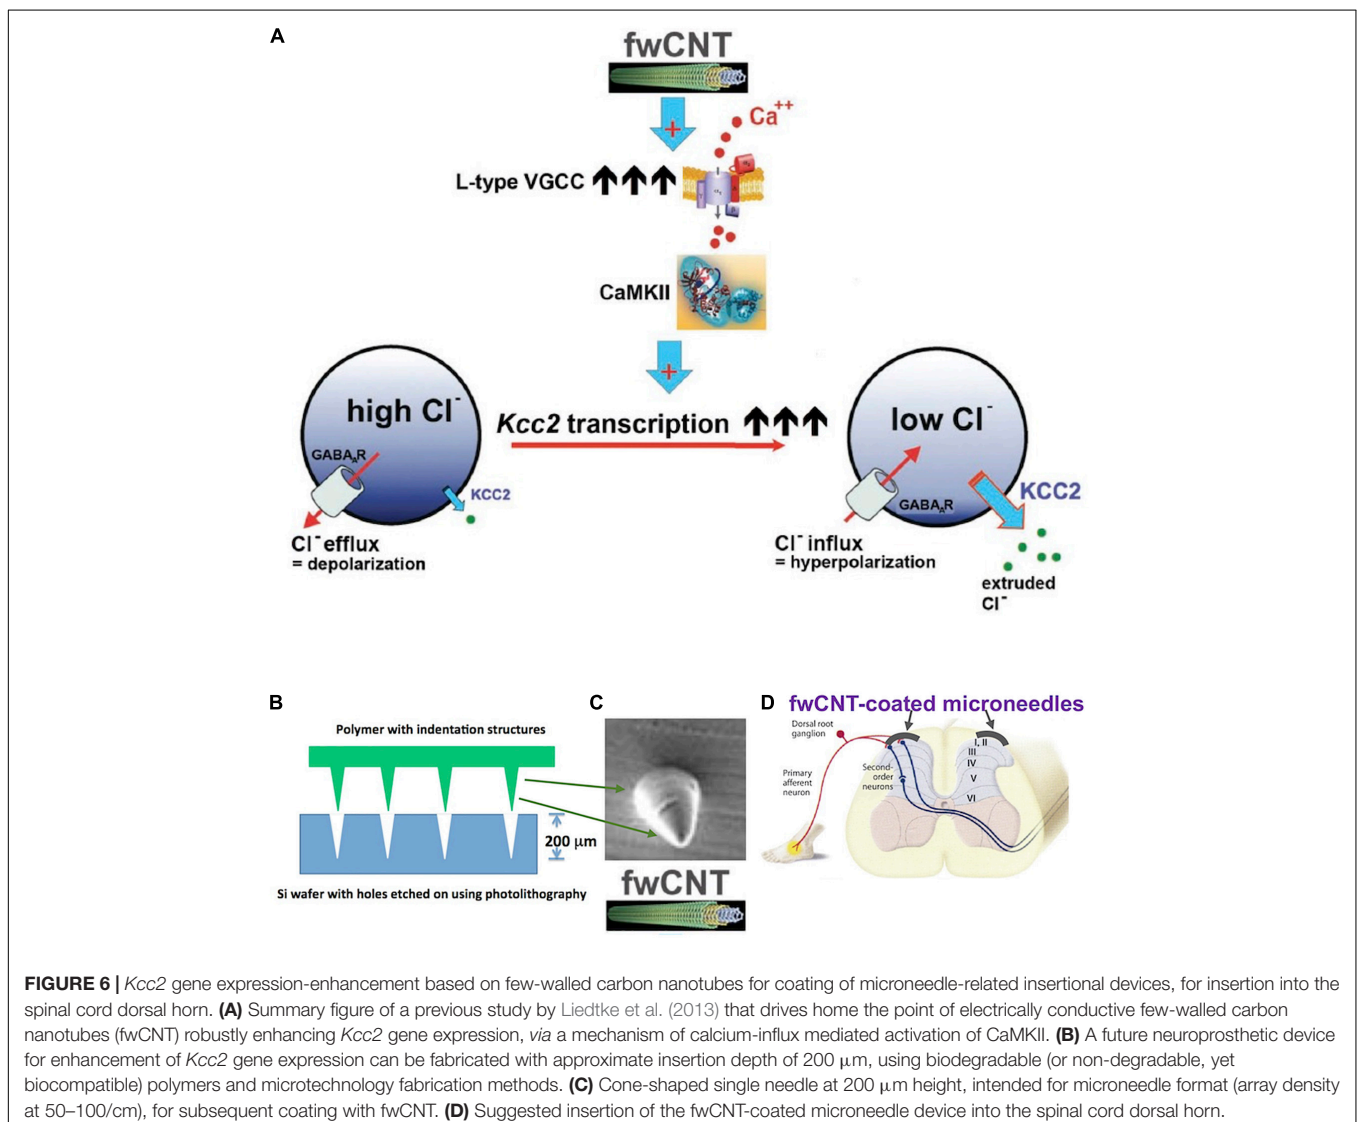 A
fwCNT
Ca++
L-type VGCC
CaMKII
high Cl-
Kcc2 transcription
low Cl-
GABAAR
KCC2
Cl- efflux
= depolarization
GABAAR
KCC2
Cl- influx
= hyperpolarization
extruded
Cl-
B
Polymer with indentation structures
200 μm
Si wafer with holes etched on using photolithography
C
fwCNT
D
fwCNT-coated microneedles
Dorsal root
ganglion
Primary
afferent
neuron
Second-
order
neurons
I, II
III
IV
V
VI
FIGURE 6 | Kcc2 gene expression-enhancement based on few-walled carbon nanotubes for coating of microneedle-related insertional devices, for insertion into the
spinal cord dorsal horn. (A) Summary figure of a previous study by Liedtke et al. (2013) that drives home the point of electrically conductive few-walled carbon
nanotubes (fwCNT) robustly enhancing Kcc2 gene expression, via a mechanism of calcium-influx mediated activation of CaMKII. (B) A future neuroprosthetic device
for enhancement of Kcc2 gene expression can be fabricated with approximate insertion depth of 200 μm, using biodegradable (or non-degradable, yet
biocompatible) polymers and microtechnology fabrication methods. (C) Cone-shaped single needle at 200 μm height, intended for microneedle format (array density
at 50–100/cm), for subsequent coating with fwCNT. (D) Suggested insertion of the fwCNT-coated microneedle device into the spinal cord dorsal horn.